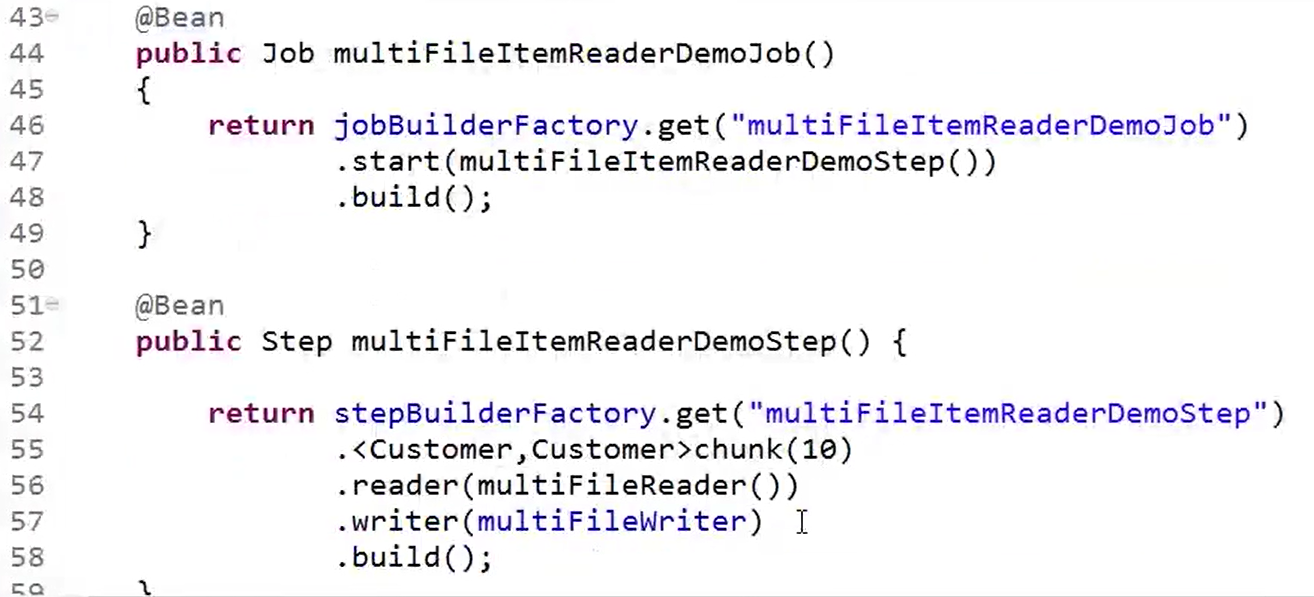 43 @Bean
44 public Job multiFileItemReaderDemoJob()
45 {
46 return jobBuilderFactory.get("multiFileItemReaderDemoJob")
47 .start(multiFileItemReaderDemoStep())
48 .build();
49 }
50
51 @Bean
52 public Step multiFileItemReaderDemoStep() {
53
54 return stepBuilderFactory.get("multiFileItemReaderDemoStep")
55 .<Customer,Customer>chunk(10)
56 .reader(multiFileReader())
57 .writer(multiFileWriter)
58 .build();
59 }